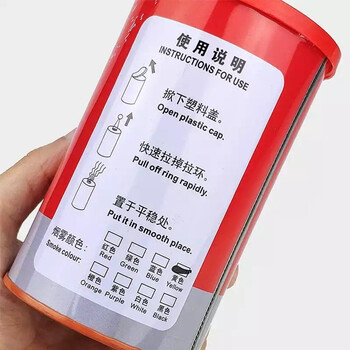 使用说明
INSTRUCTIONS FOR USE
掀下塑料盖。
Open plastic cap.
快速拉掉拉环。
Pull off ring rapidly.
置于平稳处。
Put it in smooth place.
烟雾颜色:
Smoke colour:
红色 绿色 蓝色 黄色
Red Green Blue Yellow
橙色 紫色 白色 黑色
Orange Purple White Black